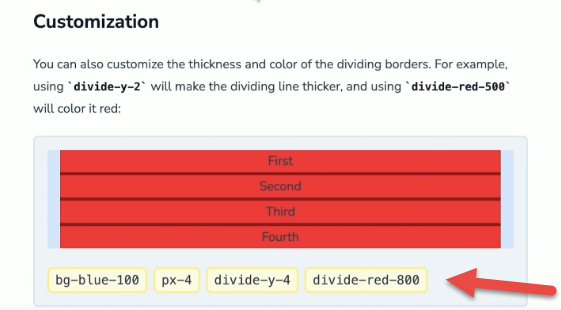 Customization
You can also customize the thickness and color of the dividing borders. For example,
using `divide-y-2` will make the dividing line thicker, and using `divide-red-500`
will color it red:
First
Second
Third
Fourth
bg-blue-100 px-4 divide-y-4 divide-red-800